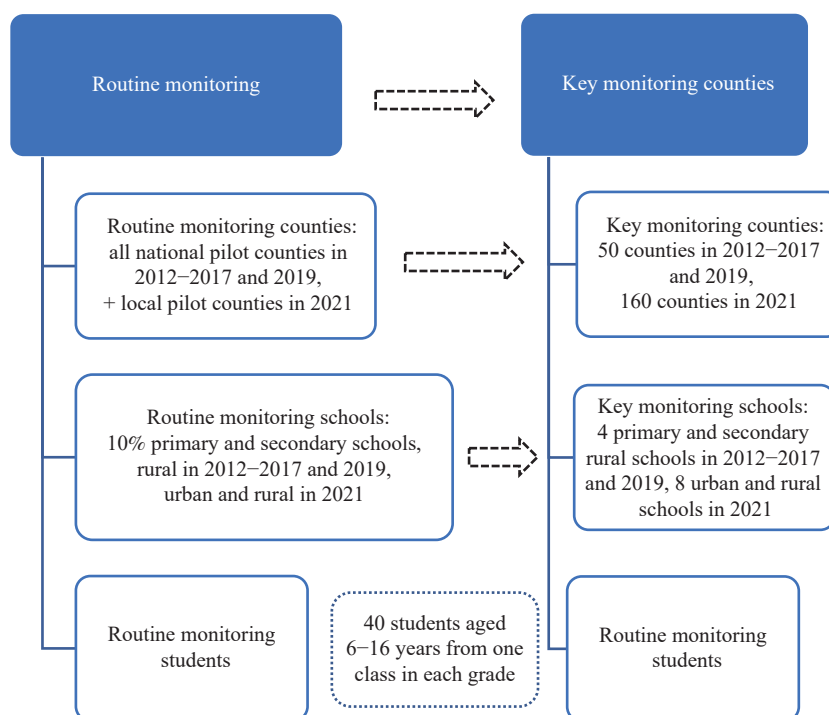 Routine monitoring
Key monitoring counties
Routine monitoring counties:
all national pilot counties in
2012−2017 and 2019,
+ local pilot counties in 2021
Key monitoring counties:
50 counties in 2012−2017
and 2019,
160 counties in 2021
Routine monitoring schools:
10% primary and secondary schools,
rural in 2012−2017 and 2019,
urban and rural in 2021
Key monitoring schools:
4 primary and secondary
rural schools in 2012−2017
and 2019, 8 urban and rural
schools in 2021
Routine monitoring
students
40 students aged
6−16 years from one
class in each grade
Routine monitoring
students